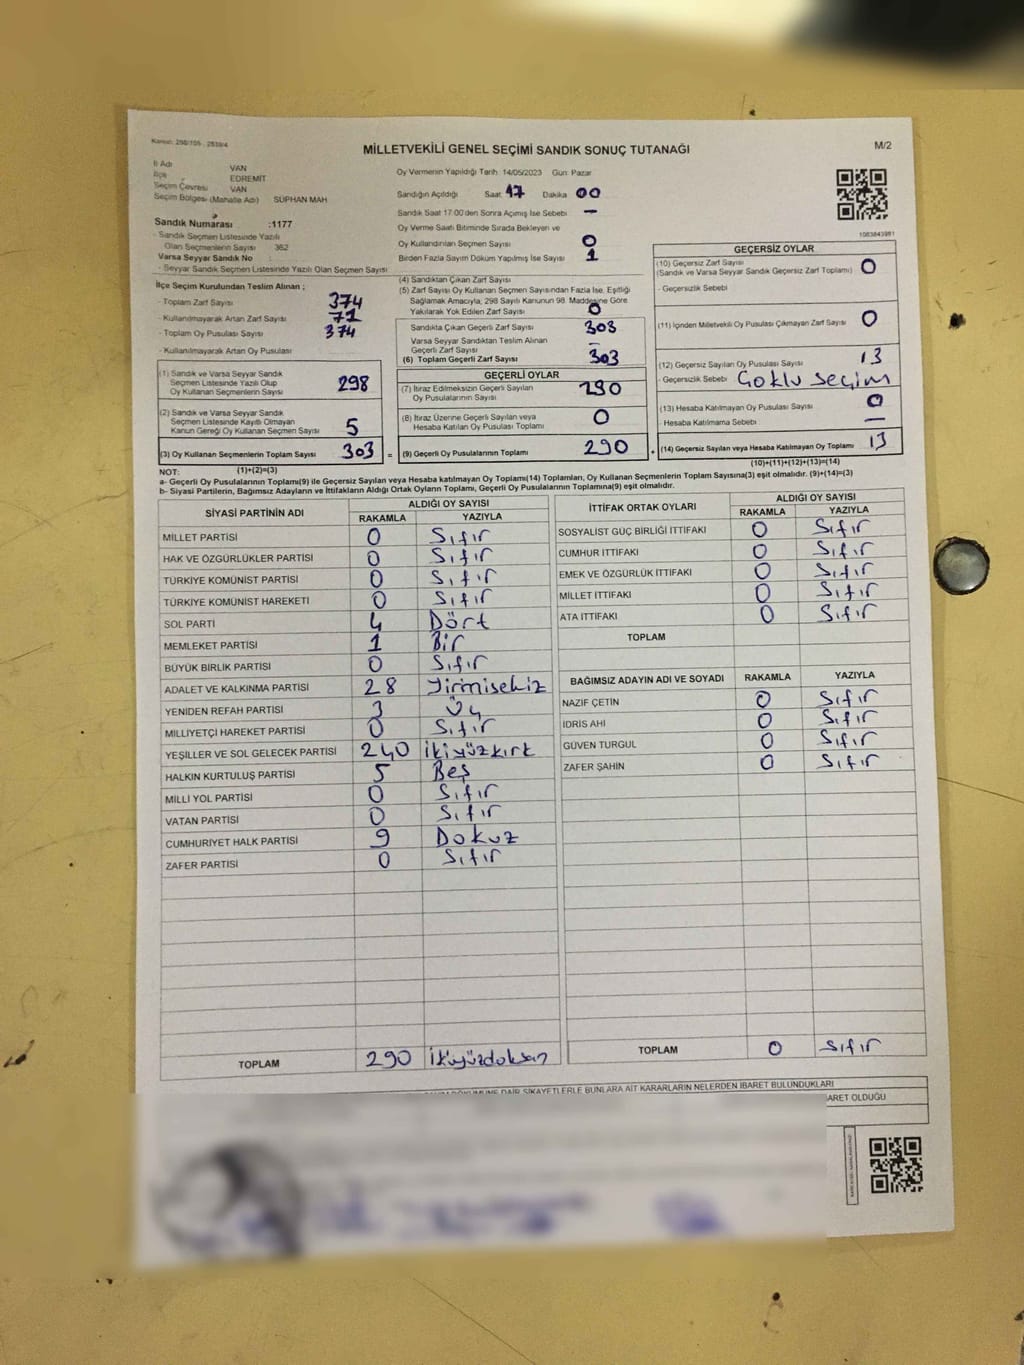 Kanun: 298/105 , 2839/4
MİLLETVEKİLİ GENEL SEÇİMİ SANDIK SONUÇ TUTANAĞI
M/2
İl Adı VAN
İlçe EDREMİT
Seçim Çevresi VAN
Seçim Bölgesi (Mahalle Adı) SÜPHAN MAH
Sandık Numarası :1177
- Sandık Seçmen Listesinde Yazılı
Olan Seçmenlerin Sayısı 362
Varsa Seyyar Sandık No :
- Seyyar Sandık Seçmen Listesinde Yazılı Olan Seçmen Sayısı
Oy Vermenin Yapıldığı Tarih: 14/05/2023 Gün: Pazar
Sandığın Açıldığı Saat 17 Dakika 00
Sandık Saat 17:00'den Sonra Açımış İse Sebebi –
Oy Verme Saati Bitiminde Sırada Bekleyen ve
Oy Kullandırılan Seçmen Sayısı 0
Birden Fazla Sayım Döküm Yapılmış İse Sayısı 1
1083843981
İlçe Seçim Kurulundan Teslim Alınan ;
- Toplam Zarf Sayısı 374
- Kullanılmayarak Artan Zarf Sayısı 71
- Toplam Oy Pusulası Sayısı 374
- Kullanılmayarak Artan Oy Pusulası
(1) Sandık ve Varsa Seyyar Sandık
Seçmen Listesinde Yazılı Olup
Oy Kullanan Seçmenlerin Sayısı 298
(2) Sandık ve Varsa Seyyar Sandık
Seçmen Listesinde Kayıtlı Olmayan
Kanun Gereği Oy Kullanan Seçmen Sayısı 5
(3) Oy Kullanan Seçmenlerin Toplam Sayısı 303 =
(1)+(2)=(3)
(4) Sandıktan Çıkan Zarf Sayısı
(5) Zarf Sayısı Oy Kullanan Seçmen Sayısından Fazla İse, Eşitliği
Sağlamak Amacıyla; 298 Sayılı Kanunun 98. Maddesine Göre
Yakılarak Yok Edilen Zarf Sayısı 0
Sandıkta Çıkan Geçerli Zarf Sayısı 303
Varsa Seyyar Sandıktan Teslim Alınan
Geçerli Zarf Sayısı –
(6) Toplam Geçerli Zarf Sayısı 303
GEÇERLİ OYLAR
(7) İtiraz Edilmeksizin Geçerli Sayılan
Oy Pusulalarının Sayısı 290
(8) İtiraz Üzerine Geçerli Sayılan veya
Hesaba Katılan Oy Pusulası Toplamı 0
(9) Geçerli Oy Pusulalarının Toplamı 290 +
GEÇERSİZ OYLAR
(10) Geçersiz Zarf Sayısı
(Sandık ve Varsa Seyyar Sandık Geçersiz Zarf Toplamı) 0
- Geçersizlik Sebebi
(11) İçinden Milletvekili Oy Pusulası Çıkmayan Zarf Sayısı 0
(12) Geçersiz Sayılan Oy Pusulası Sayısı 13
- Geçersizlik Sebebi Çoklu Seçim
(13) Hesaba Katılmayan Oy Pusulası Sayısı 0
- Hesaba Katılmama Sebebi –
(14) Geçersiz Sayılan veya Hesaba Katılmayan Oy Toplamı 13
(10)+(11)+(12)+(13)=(14)
NOT:
a- Geçerli Oy Pusulalarının Toplamı(9) ile Geçersiz Sayılan veya Hesaba katılmayan Oy Toplamı(14) Toplamları, Oy Kullanan Seçmenlerin Toplam Sayısına(3) eşit olmalıdır. (9)+(14)=(3)
b- Siyasi Partilerin, Bağımsız Adayların ve İttifakların Aldığı Ortak Oyların Toplamı, Geçerli Oy Pusulalarının Toplamına(9) eşit olmalıdır.
SİYASİ PARTİNİN ADI ALDIĞI OY SAYISI
RAKAMLA YAZIYLA
MİLLET PARTİSİ 0 Sıfır
HAK VE ÖZGÜRLÜKLER PARTİSİ 0 Sıfır
TÜRKİYE KOMÜNİST PARTİSİ 0 Sıfır
TÜRKİYE KOMÜNİST HAREKETİ 0 Sıfır
SOL PARTİ 4 Dört
MEMLEKET PARTİSİ 1 Bir
BÜYÜK BİRLİK PARTİSİ 0 Sıfır
ADALET VE KALKINMA PARTİSİ 28 Yirmisekiz
YENİDEN REFAH PARTİSİ 3 Üç
MİLLİYETÇİ HAREKET PARTİSİ 0 Sıfır
YEŞİLLER VE SOL GELECEK PARTİSİ 240 İkiyüzkırk
HALKIN KURTULUŞ PARTİSİ 5 Beş
MİLLİ YOL PARTİSİ 0 Sıfır
VATAN PARTİSİ 0 Sıfır
CUMHURİYET HALK PARTİSİ 9 Dokuz
ZAFER PARTİSİ 0 Sıfır
TOPLAM 290 İkiyüzdoksan
İTTİFAK ORTAK OYLARI ALDIĞI OY SAYISI
RAKAMLA YAZIYLA
SOSYALİST GÜÇ BİRLİĞİ İTTİFAKI 0 Sıfır
CUMHUR İTTİFAKI 0 Sıfır
EMEK VE ÖZGÜRLÜK İTTİFAKI 0 Sıfır
MİLLET İTTİFAKI 0 Sıfır
ATA İTTİFAKI 0 Sıfır
TOPLAM
BAĞIMSIZ ADAYIN ADI VE SOYADI RAKAMLA YAZIYLA
NAZİF ÇETİN 0 Sıfır
İDRİS AHİ 0 Sıfır
GÜVEN TURGUL 0 Sıfır
ZAFER ŞAHİN 0 Sıfır
TOPLAM 0 Sıfır
DÖKÜMÜNE DAİR ŞİKAYETLERLE BUNLARA AİT KARARLARIN NELERDEN İBARET BULUNDUKLARI
İBARET OLDUĞU